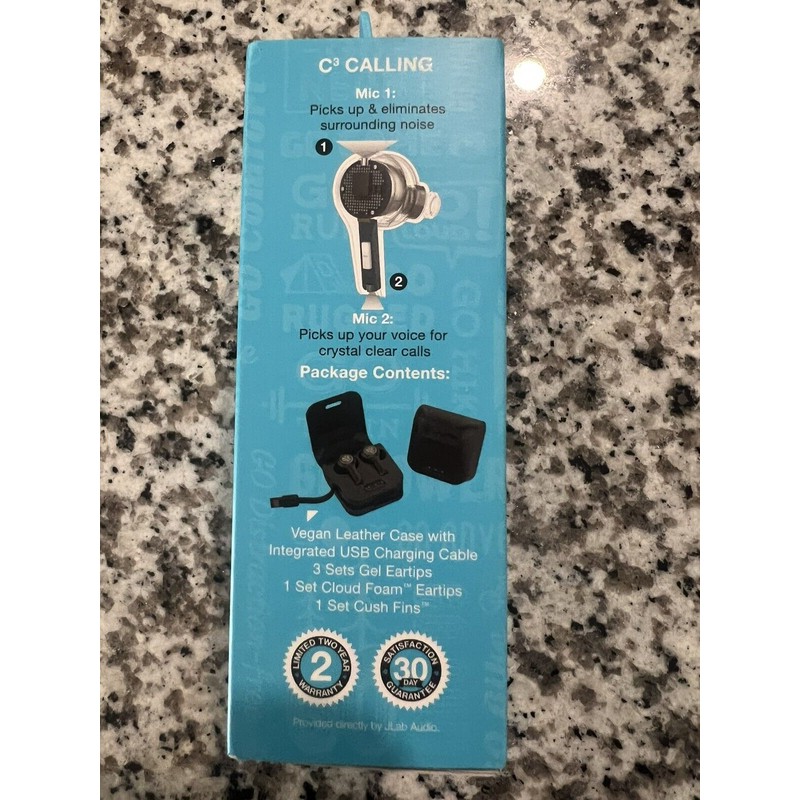 C³ CALLING
Mic 1:
Picks up & eliminates
surrounding noise
1
2
Mic 2:
Picks up your voice for
crystal clear calls
Package Contents:
Vegan Leather Case with
Integrated USB Charging Cable
3 Sets Gel Eartips
1 Set Cloud Foam™ Eartips
1 Set Cush Fins™
LIMITED TWO YEAR
2
WARRANTY
SATISFACTION
30
DAY
GUARANTEE
Provided directly by JLab Audio.